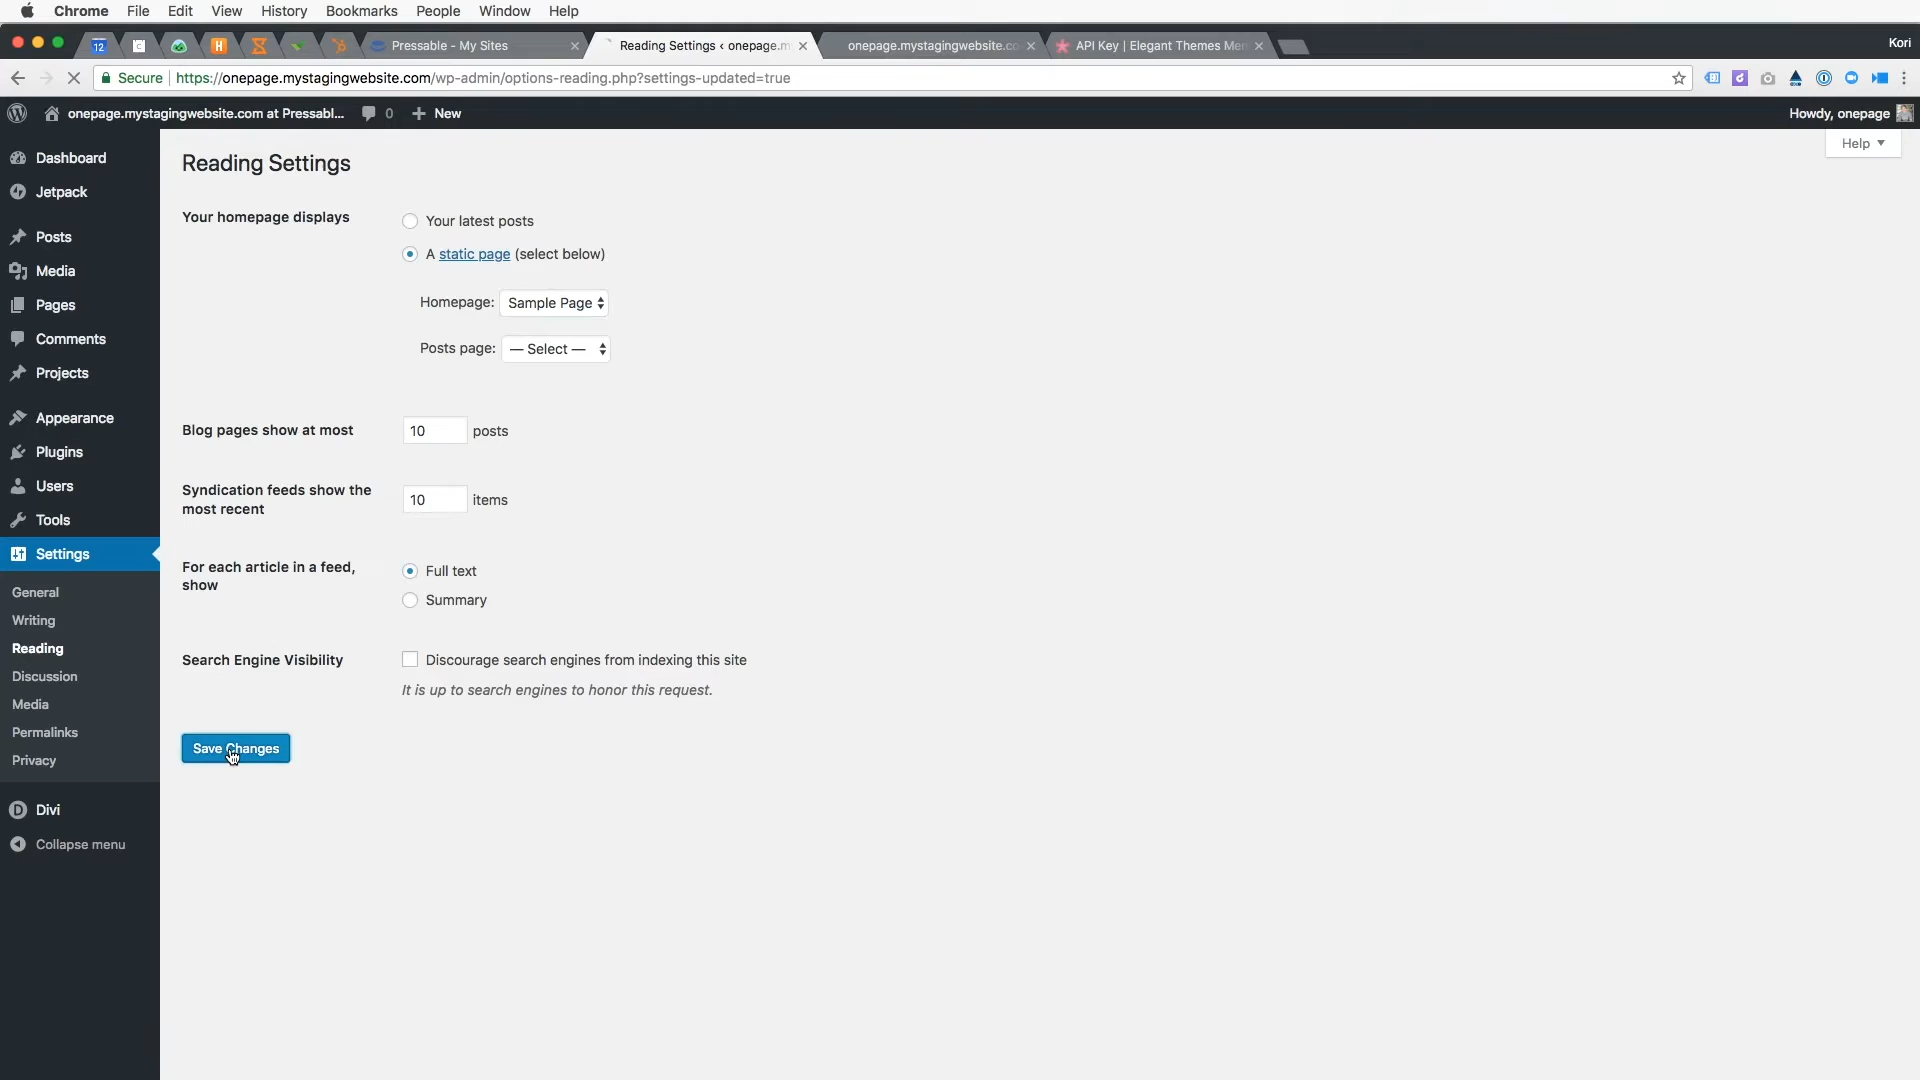 Chrome File Edit View History Bookmarks People Window Help
12 C H Pressable - My Sites Reading Settings ‹ onepage.m onepage.mystagingwebsite.co API Key | Elegant Themes Me Kori
Secure https://onepage.mystagingwebsite.com/wp-admin/options-reading.php?settings-updated=true
onepage.mystagingwebsite.com at Pressabl... 0 New Howdy, onepage
Help
Dashboard
Jetpack
Posts
Media
Pages
Comments
Projects
Appearance
Plugins
Users
Tools
Settings
General
Writing
Reading
Discussion
Media
Permalinks
Privacy
Divi
Collapse menu
Reading Settings
Your homepage displays
Your latest posts
A static page (select below)
Homepage: Sample Page
Posts page: — Select —
Blog pages show at most 10 posts
Syndication feeds show the
most recent
10 items
For each article in a feed,
show
Full text
Summary
Search Engine Visibility Discourage search engines from indexing this site
It is up to search engines to honor this request.
Save Changes